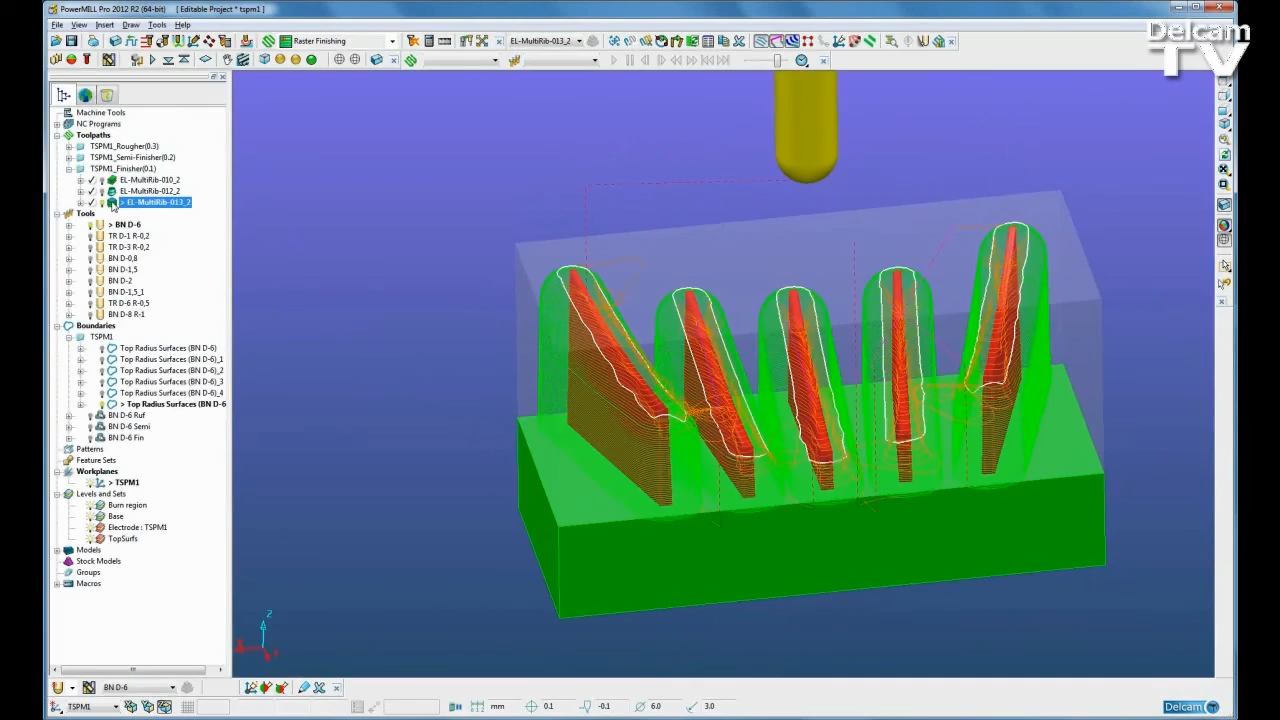 PowerMILL Pro 2012 R2 (64-bit) - [ Editable Project * tspm1 ]
File View Insert Draw Tools Help
Delcam
TV
Raster Finishing
EL-MultiRib-013_2
Machine Tools
NC Programs
Toolpaths
TSPM1_Rougher(0.3)
TSPM1_Semi-Finisher(0.2)
TSPM1_Finisher(0.1)
EL-MultiRib-010_2
EL-MultiRib-012_2
> EL-MultiRib-013_2
Tools
> BN D-6
TR D-1 R-0,2
TR D-3 R-0,2
BN D-0,8
BN D-1,5
BN D-2
BN D-1,5_1
TR D-6 R-0,5
BN D-8 R-1
Boundaries
TSPM1
Top Radius Surfaces (BN D-6)
Top Radius Surfaces (BN D-6)_1
Top Radius Surfaces (BN D-6)_2
Top Radius Surfaces (BN D-6)_3
Top Radius Surfaces (BN D-6)_4
> Top Radius Surfaces (BN D-6
BN D-6 Ruf
BN D-6 Semi
BN D-6 Fin
Patterns
Feature Sets
Workplanes
> TSPM1
Levels and Sets
Burn region
Base
Electrode : TSPM1
TopSurfs
Models
Stock Models
Groups
Macros
Z
BN D-6
TSPM1
mm
0.1
-0.1
6.0
3.0
Delcam